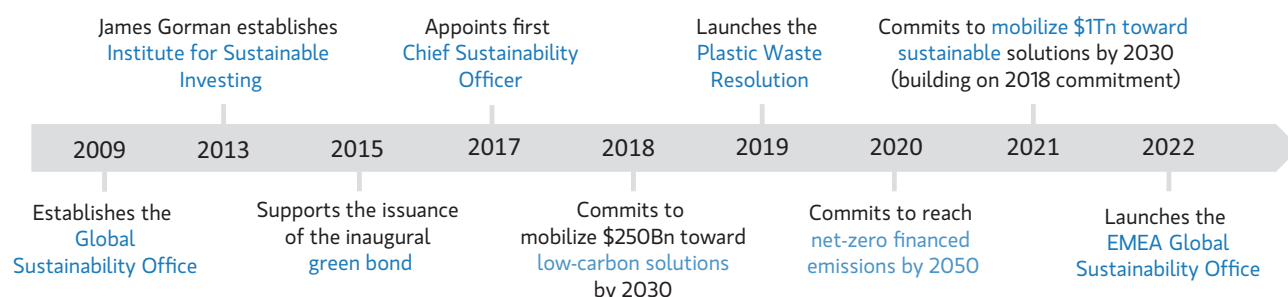 James Gorman establishes
Institute for Sustainable
Investing
Appoints first
Chief Sustainability
Officer
Launches the
Plastic Waste
Resolution
Commits to mobilize $1Tn toward
sustainable solutions by 2030
(building on 2018 commitment)
2009 2013 2015 2017 2018 2019 2020 2021 2022
Establishes the
Global
Sustainability Office
Supports the issuance
of the inaugural
green bond
Commits to
mobilize $250Bn toward
low-carbon solutions
by 2030
Commits to reach
net-zero financed
emissions by 2050
Launches the
EMEA Global
Sustainability Office